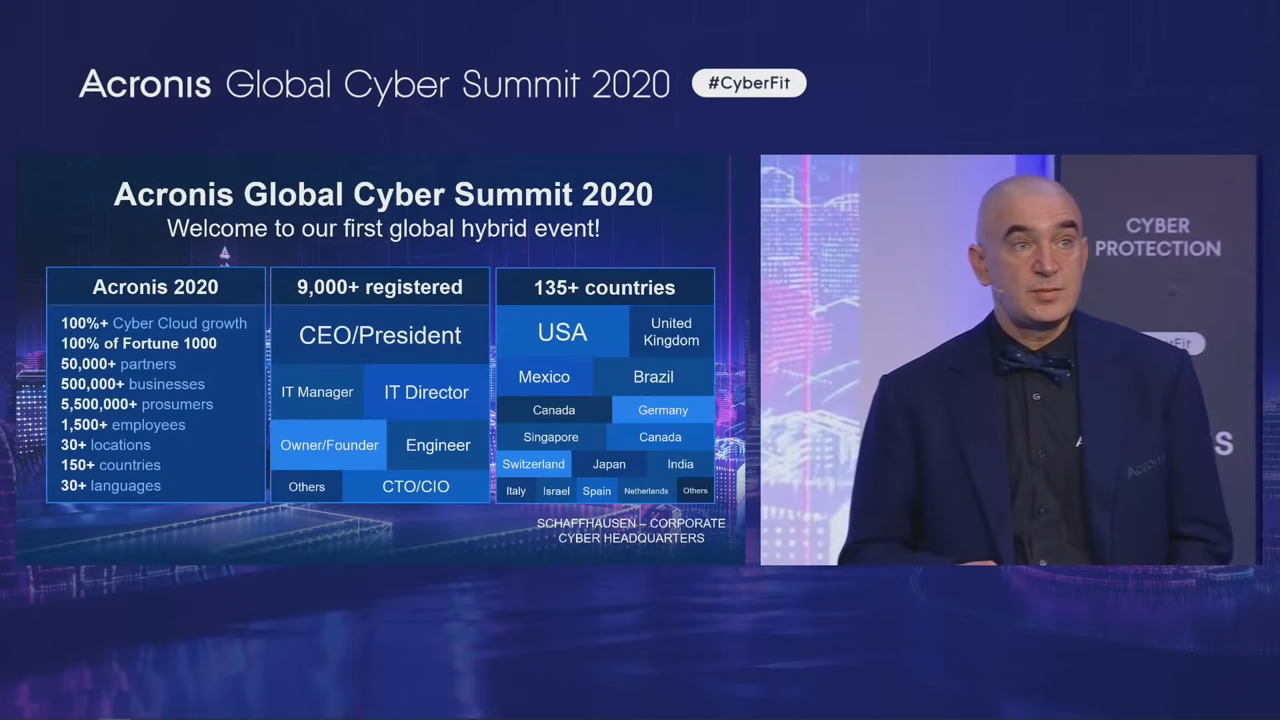 Acronis Global Cyber Summit 2020 #CyberFit
Acronis Global Cyber Summit 2020
Welcome to our first global hybrid event!
Acronis 2020
100%+ Cyber Cloud growth
100% of Fortune 1000
50,000+ partners
500,000+ businesses
5,500,000+ prosumers
1,500+ employees
30+ locations
150+ countries
30+ languages
9,000+ registered
CEO/President
IT Manager IT Director
Owner/Founder Engineer
Others CTO/CIO
135+ countries
USA United
Kingdom
Mexico Brazil
Canada Germany
Singapore Canada
Switzerland Japan India
Italy Israel Spain Netherlands Others
SCHAFFHAUSEN – CORPORATE
CYBER HEADQUARTERS
CYBER
PROTECTION